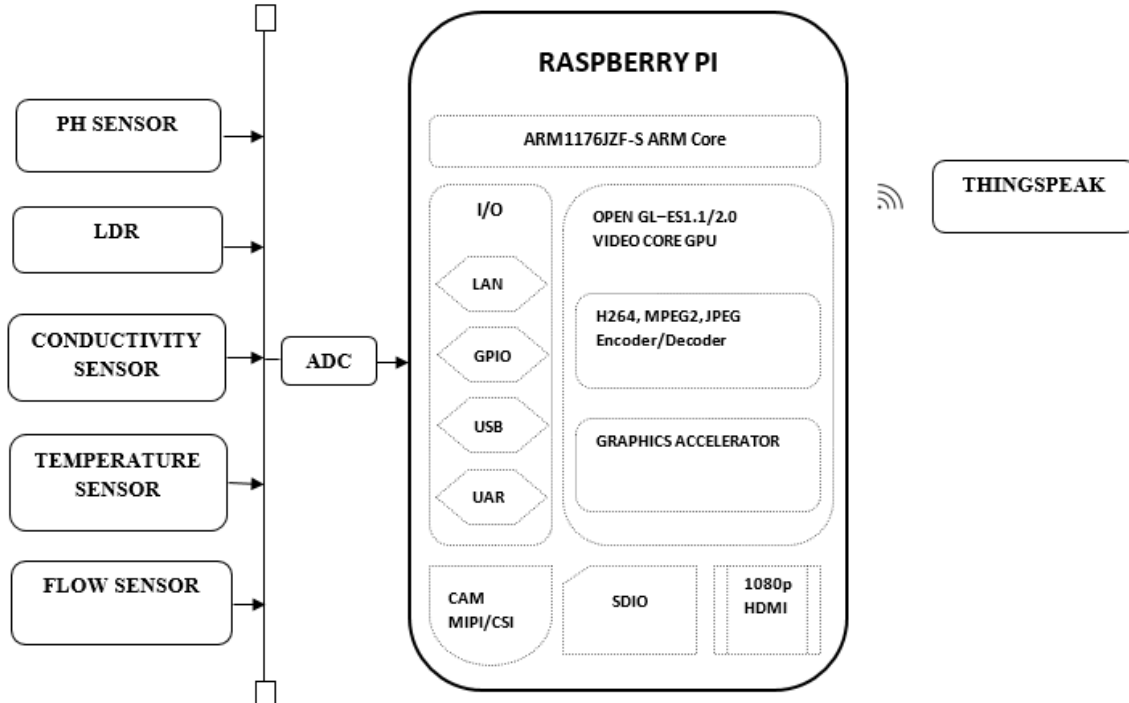 RASPBERRY PI
PH SENSOR
ARM1176JZF-S ARM Core
THINGSPEAK
LDR
I/O
OPEN GL–ES1.1/2.0
VIDEO CORE GPU
LAN
H264, MPEG2, JPEG
Encoder/Decoder
CONDUCTIVITY
SENSOR
ADC
GPIO
USB
GRAPHICS ACCELERATOR
TEMPERATURE
SENSOR
UAR
FLOW SENSOR
CAM
MIPI/CSI
SDIO
1080p
HDMI